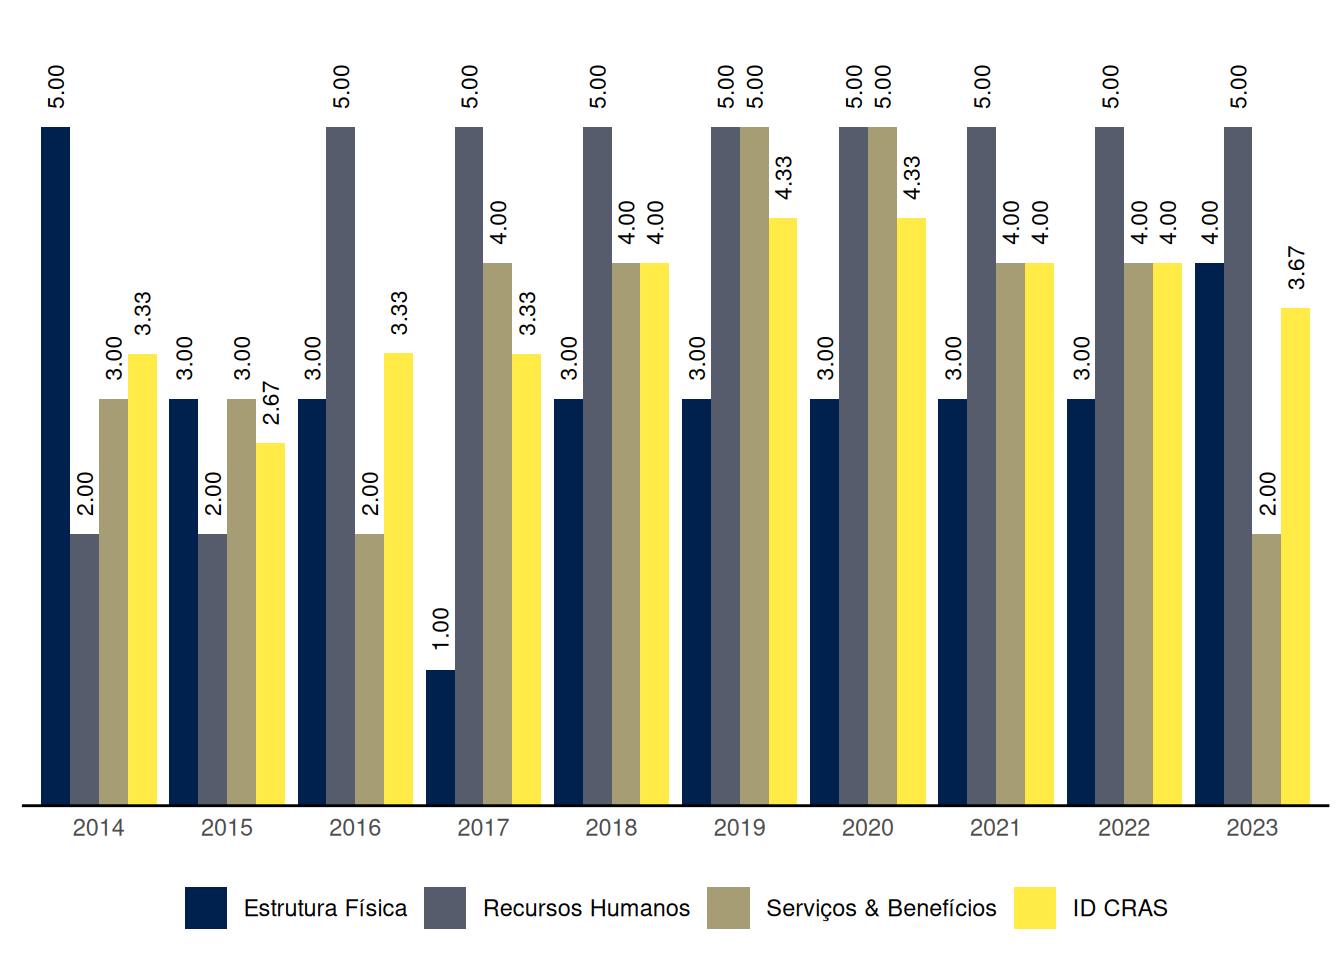 5.00 5.00 5.00 5.00 5.00 5.00 5.00 5.00 5.00 5.00 5.00
4.33 4.33
4.00 4.00 4.00 4.00 4.00 4.00 4.00 4.00
3.67
3.33 3.33 3.33
3.00 3.00 3.00 3.00 3.00 3.00 3.00 3.00 3.00
2.67
2.00 2.00 2.00 2.00
1.00
2014 2015 2016 2017 2018 2019 2020 2021 2022 2023
Estrutura Física Recursos Humanos Serviços & Benefícios ID CRAS